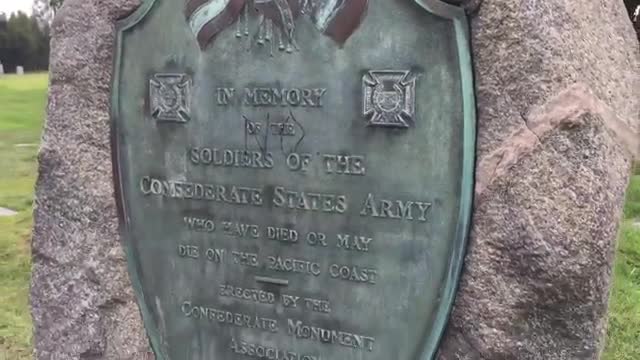 IN MEMORY
OF THE
SOLDIERS OF THE
CONFEDERATE STATES ARMY
WHO HAVE DIED OR MAY
DIE ON THE PACIFIC COAST
ERECTED BY THE
CONFEDERATE MONUMENT
ASSOCIATION